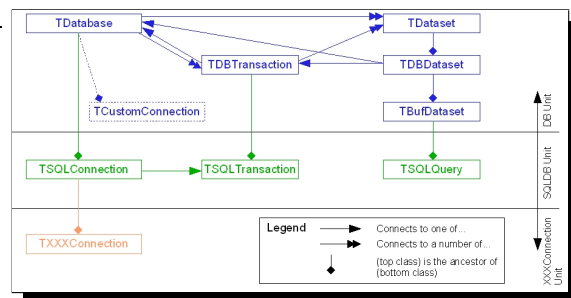 TDatabase
TDataset
TDBTransaction
TDBDataset
TCustomConnection
TBufDataset
DB Unit
TSQLConnection
TSQLTransaction
TSQLQuery
SQLDB Unit
TXXXConnection
Legend
Connects to one of...
Connects to a number of...
(top class) is the ancestor of
(bottom class)
XXXConnection
Unit